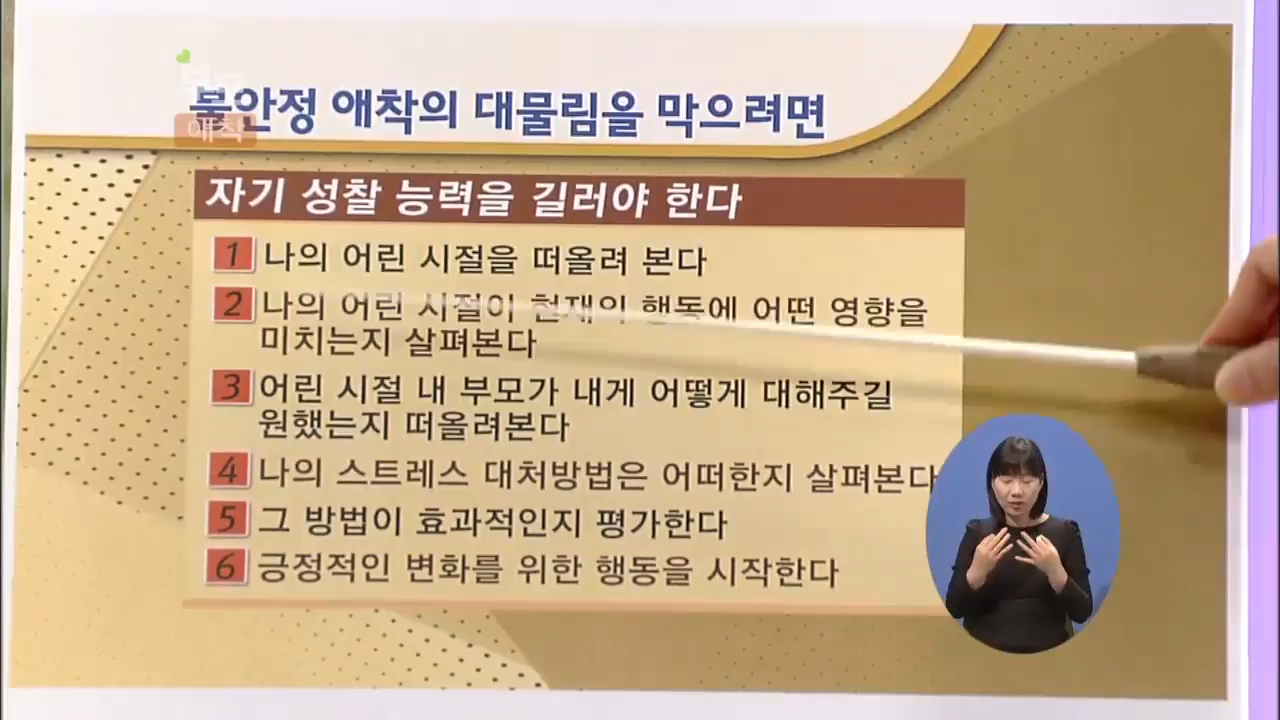 불안정 애착의 대물림을 막으려면
애착
자기 성찰 능력을 길러야 한다
1 나의 어린 시절을 떠올려 본다
2 나의 어린 시절이 현재의 행동에 어떤 영향을
미치는지 살펴본다
3 어린 시절 내 부모가 내게 어떻게 대해주길
원했는지 떠올려본다
4 나의 스트레스 대처방법은 어떠한지 살펴본다
5 그 방법이 효과적인지 평가한다
6 긍정적인 변화를 위한 행동을 시작한다